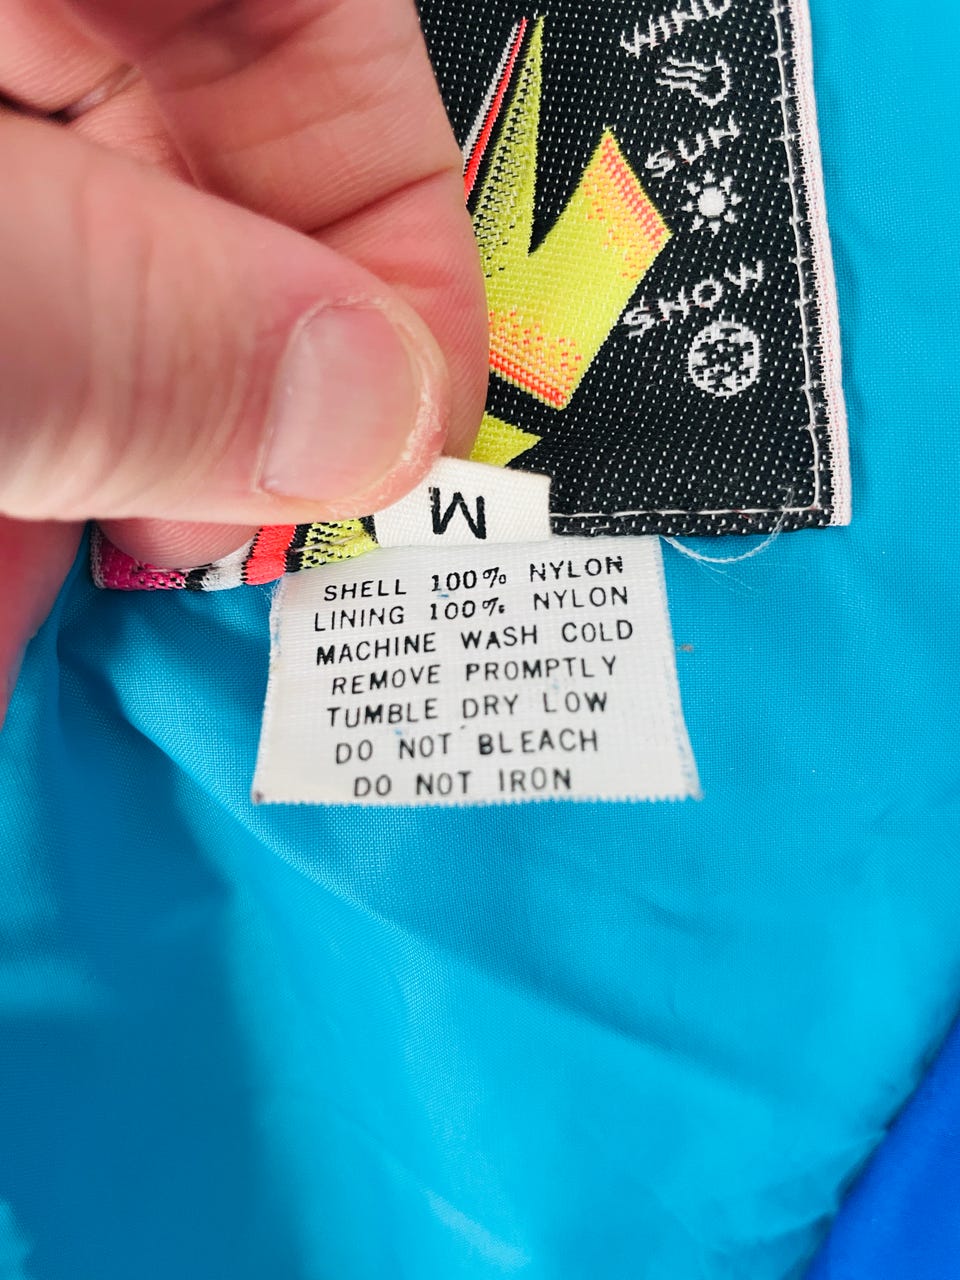 WIND
SUN
SNOW
M
SHELL 100% NYLON
LINING 100% NYLON
MACHINE WASH COLD
REMOVE PROMPTLY
TUMBLE DRY LOW
DO NOT BLEACH
DO NOT IRON